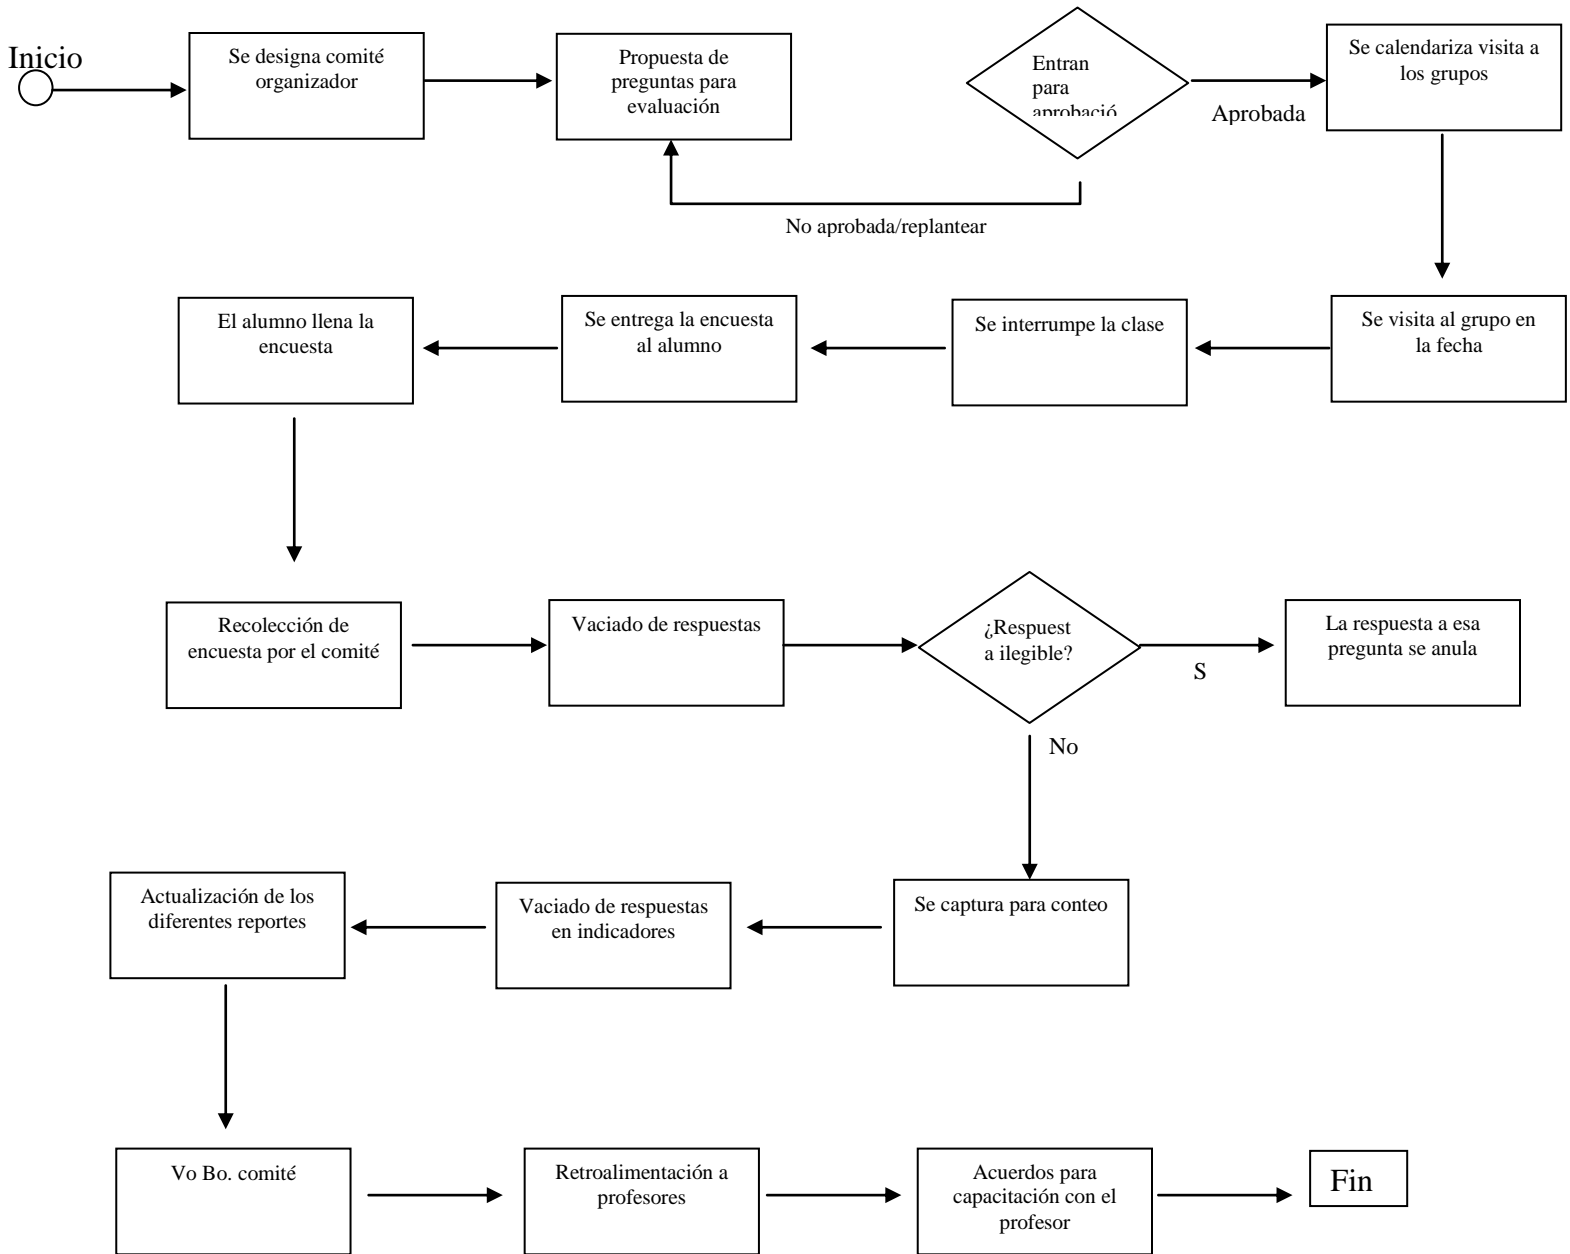 Inicio
Se designa comité
organizador
Propuesta de
preguntas para
evaluación
Entran
para
aprobació
Aprobada
Se calendariza visita a
los grupos
No aprobada/replantear
El alumno llena la
encuesta
Se entrega la encuesta
al alumno
Se interrumpe la clase
Se visita al grupo en
la fecha
Recolección de
encuesta por el comité
Vaciado de respuestas
¿Respuest
a ilegible?
S
La respuesta a esa
pregunta se anula
No
Actualización de los
diferentes reportes
Vaciado de respuestas
en indicadores
Se captura para conteo
Vo Bo. comité
Retroalimentación a
profesores
Acuerdos para
capacitación con el
profesor
Fin